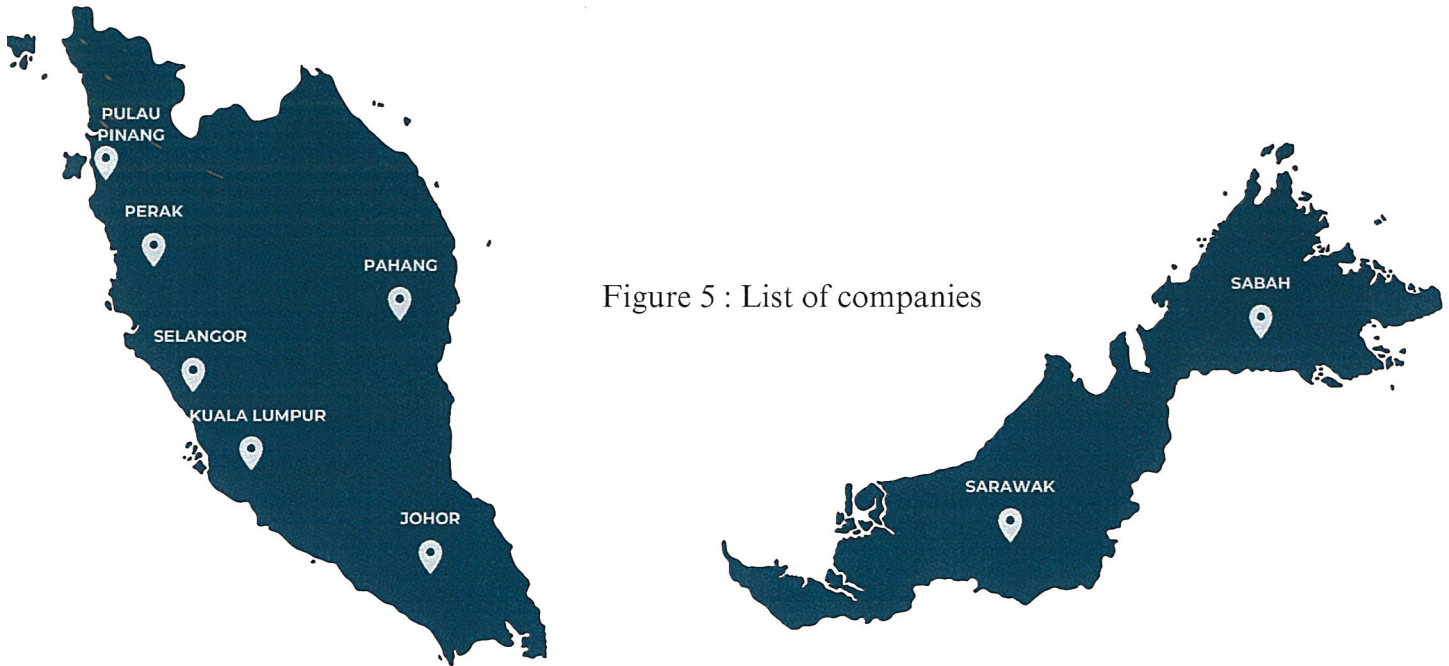 PULAU
PINANG
PERAK
PAHANG
SELANGOR
KUALA LUMPUR
JOHOR
Figure 5 : List of companies
SABAH
SARAWAK